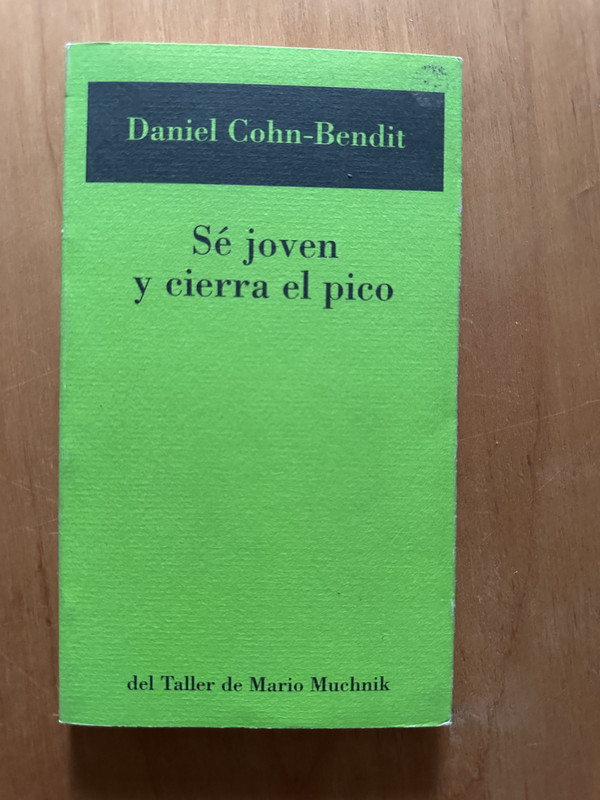 Daniel Cohn-Bendit
Sé joven
y cierra el pico
del Taller de Mario Muchnik